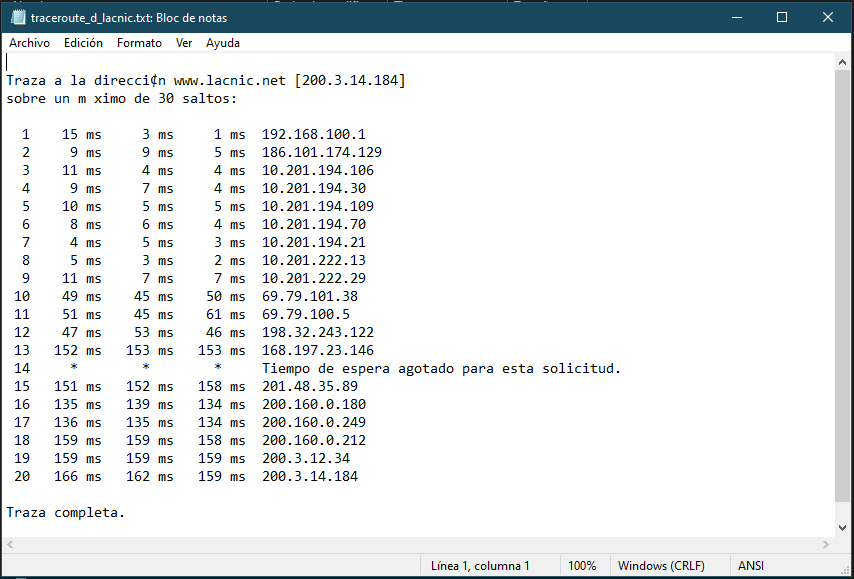 traceroute_d_lacnic.txt: Bloc de notas
Archivo Edición Formato Ver Ayuda
Traza a la direcci¢n www.lacnic.net [200.3.14.184]
sobre un m ximo de 30 saltos:
1 15 ms 3 ms 1 ms 192.168.100.1
2 9 ms 9 ms 5 ms 186.101.174.129
3 11 ms 4 ms 4 ms 10.201.194.106
4 9 ms 7 ms 4 ms 10.201.194.30
5 10 ms 5 ms 5 ms 10.201.194.109
6 8 ms 6 ms 4 ms 10.201.194.70
7 4 ms 5 ms 3 ms 10.201.194.21
8 5 ms 3 ms 2 ms 10.201.222.13
9 11 ms 7 ms 7 ms 10.201.222.29
10 49 ms 45 ms 50 ms 69.79.101.38
11 51 ms 45 ms 61 ms 69.79.100.5
12 47 ms 53 ms 46 ms 198.32.243.122
13 152 ms 153 ms 153 ms 168.197.23.146
14 * * * Tiempo de espera agotado para esta solicitud.
15 151 ms 152 ms 158 ms 201.48.35.89
16 135 ms 139 ms 134 ms 200.160.0.180
17 136 ms 135 ms 134 ms 200.160.0.249
18 159 ms 159 ms 158 ms 200.160.0.212
19 159 ms 159 ms 159 ms 200.3.12.34
20 166 ms 162 ms 159 ms 200.3.14.184
Traza completa.
Línea 1, columna 1 100% Windows (CRLF) ANSI